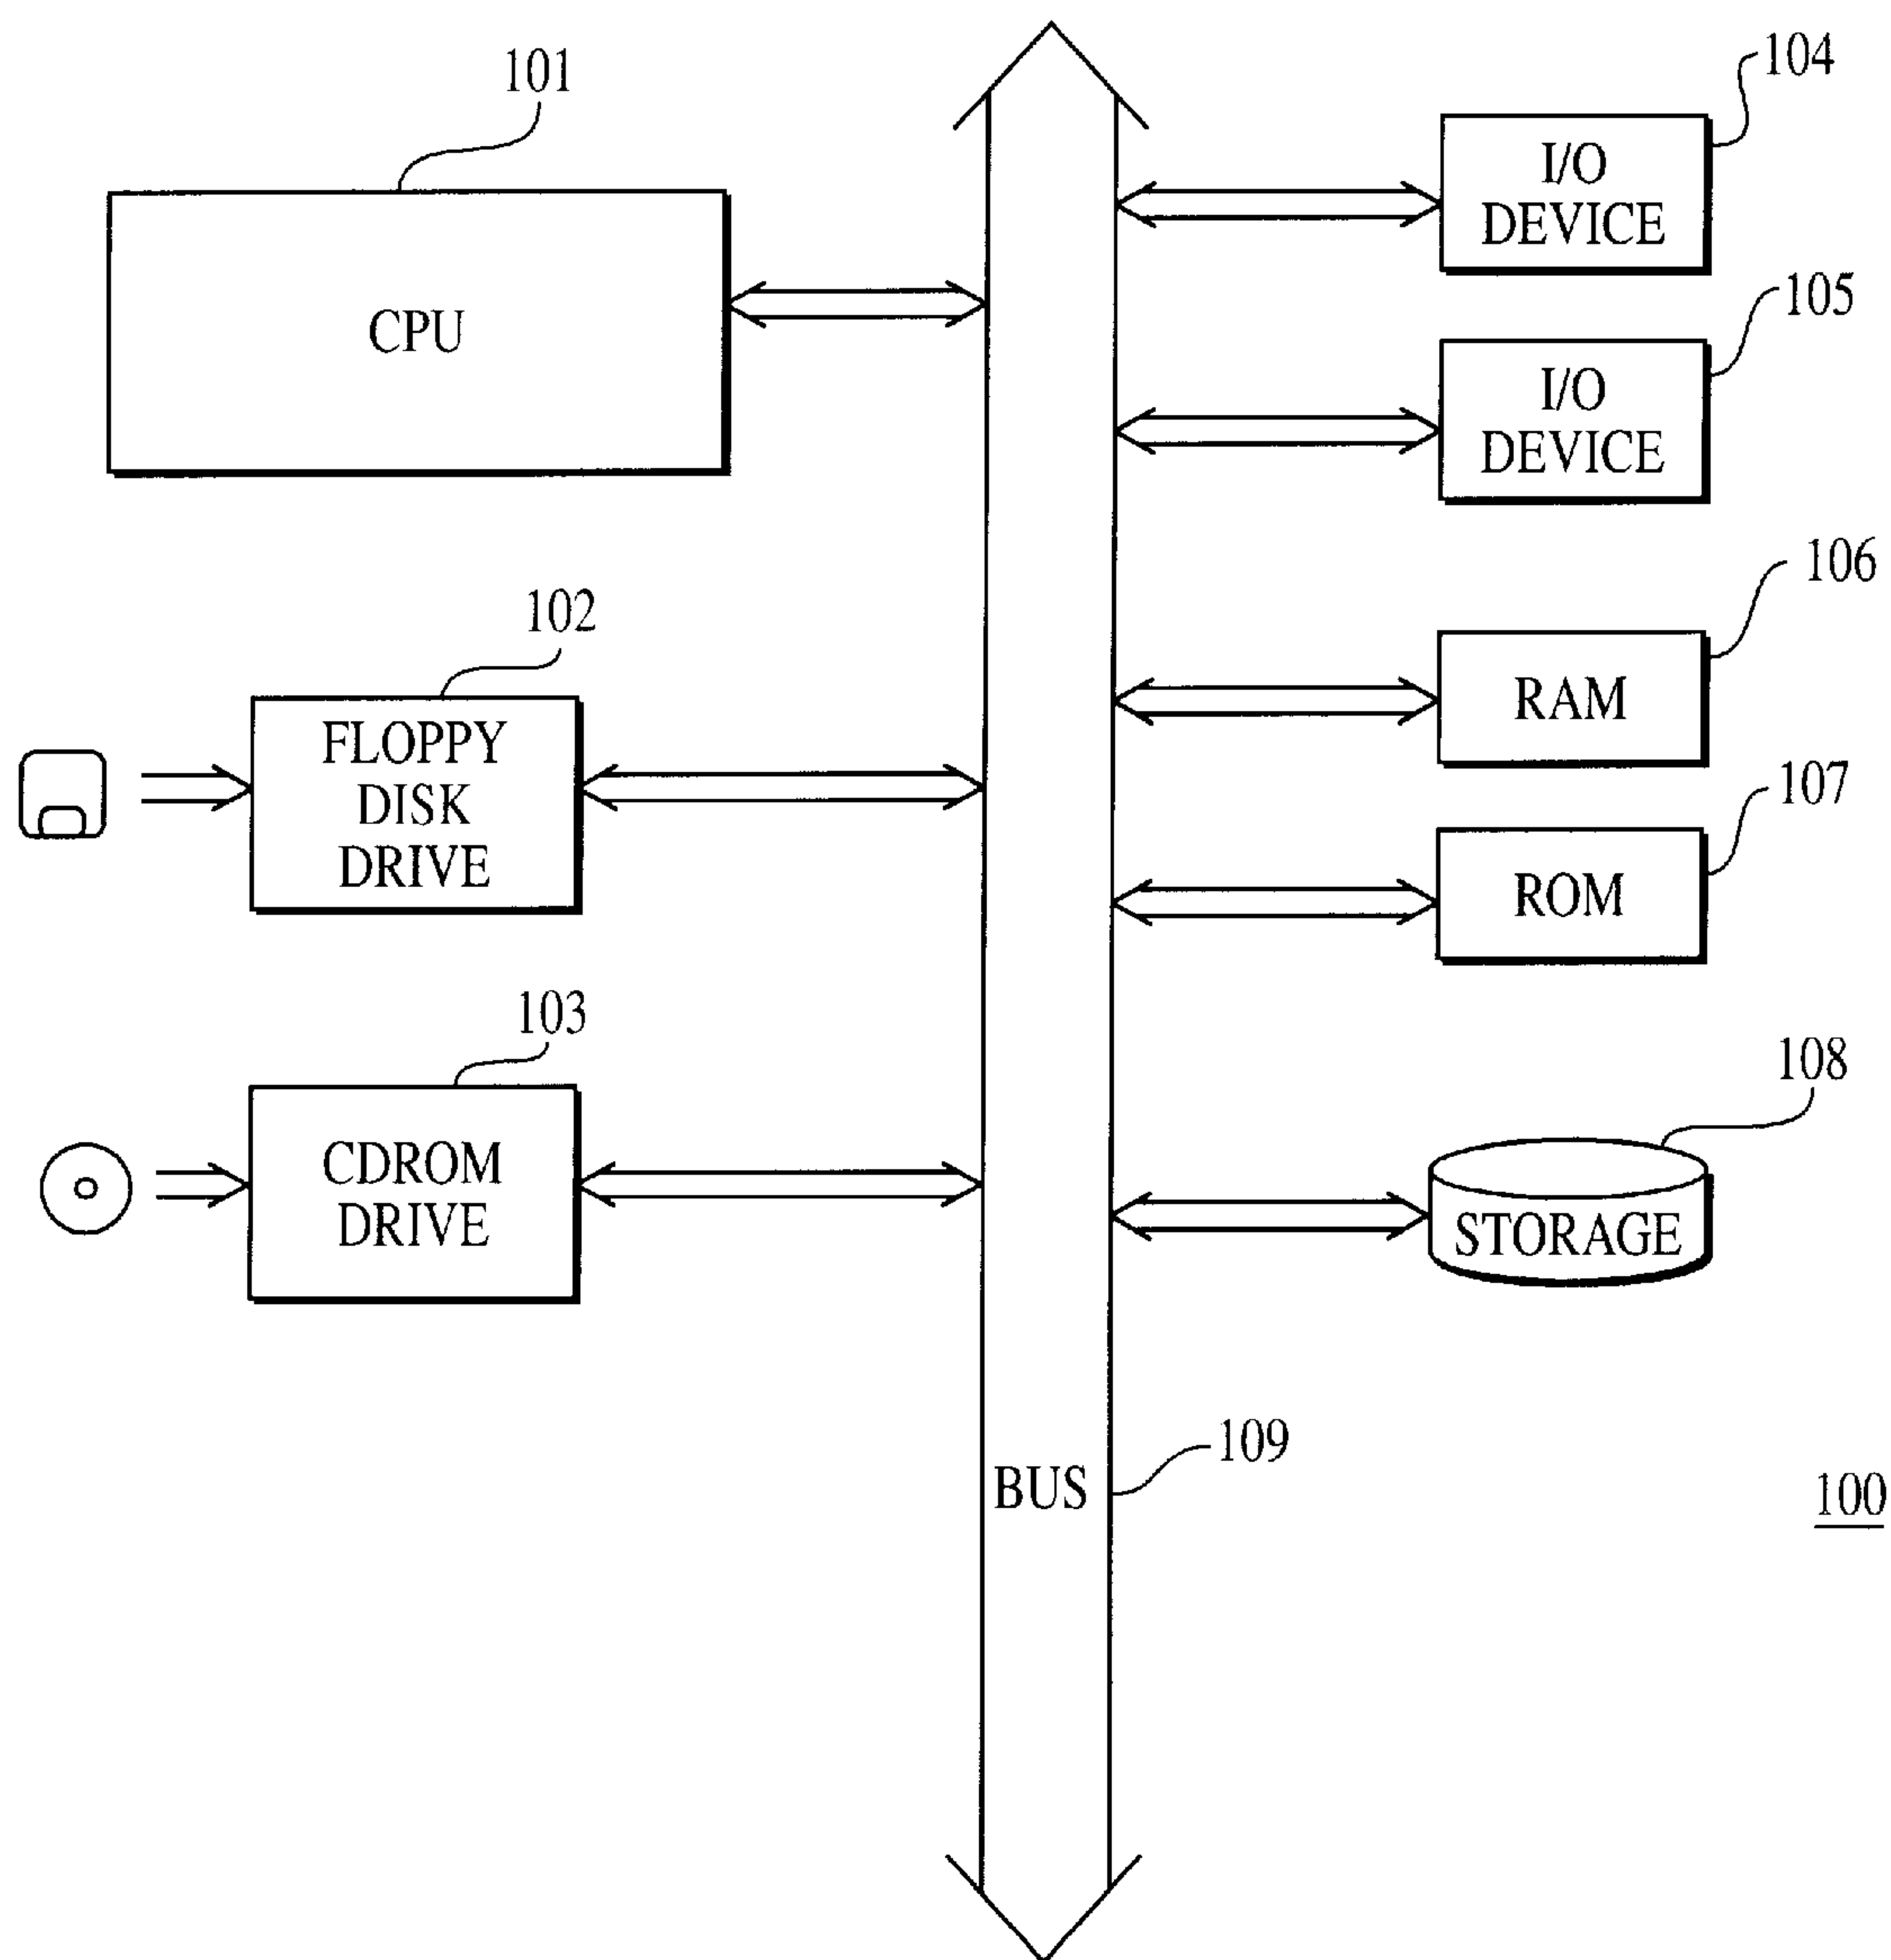 101
CPU
102
FLOPPY
DISK
DRIVE
103
CDROM
DRIVE
104
I/O
DEVICE
105
I/O
DEVICE
106
RAM
107
ROM
108
STORAGE
109
BUS
100